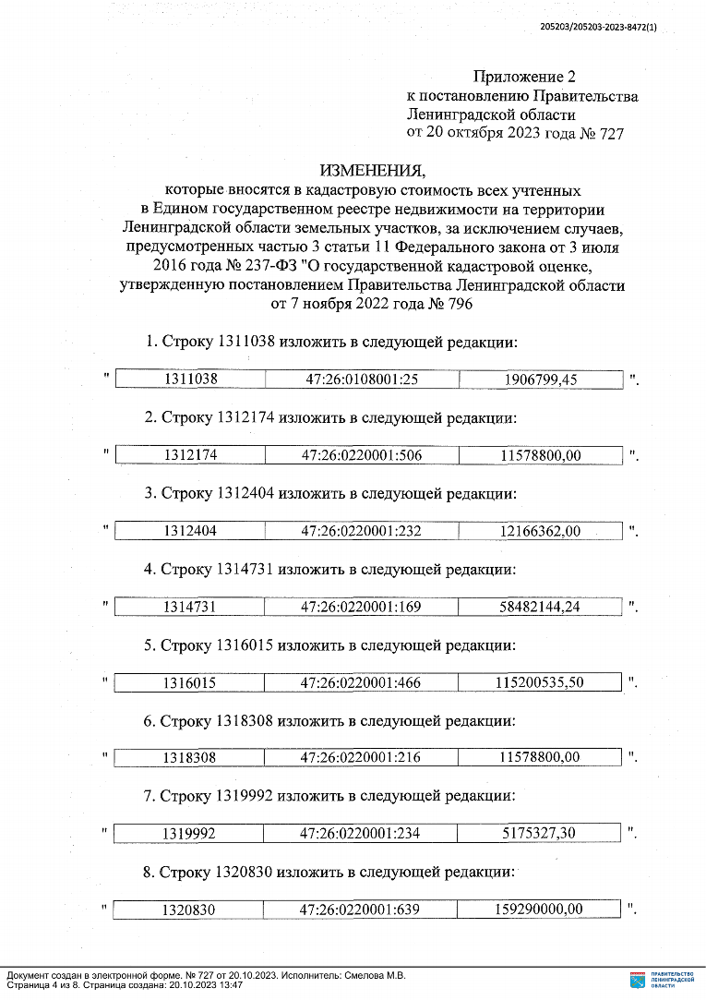 205203/205203-2023-8472(1)
Приложение 2
к постановлению Правительства
Ленинградской области
от 20 октября 2023 года № 727
ИЗМЕНЕНИЯ,
которые вносятся в кадастровую стоимость всех учтенных
в Едином государственном реестре недвижимости на территории
Ленинградской области земельных участков, за исключением случаев,
предусмотренных частью 3 статьи 11 Федерального закона от 3 июля
2016 года № 237-ФЗ "О государственной кадастровой оценке,
утвержденную постановлением Правительства Ленинградской области
от 7 ноября 2022 года № 796
1. Строку 1311038 изложить в следующей редакции:
" 1311038 47:26:0108001:25 1906799,45 ".
2. Строку 1312174 изложить в следующей редакции:
" 1312174 47:26:0220001:506 11578800,00 ".
3. Строку 1312404 изложить в следующей редакции:
" 1312404 47:26:0220001:232 12166362,00 ".
4. Строку 1314731 изложить в следующей редакции:
" 1314731 47:26:0220001:169 58482144,24 ".
5. Строку 1316015 изложить в следующей редакции:
" 1316015 47:26:0220001:466 115200535,50 ".
6. Строку 1318308 изложить в следующей редакции:
" 1318308 47:26:0220001:216 11578800,00 ".
7. Строку 1319992 изложить в следующей редакции:
" 1319992 47:26:0220001:234 5175327,30 ".
8. Строку 1320830 изложить в следующей редакции:
" 1320830 47:26:0220001:639 159290000,00 ".
Документ создан в электронной форме. № 727 от 20.10.2023. Исполнитель: Смелова М.В.
Страница 4 из 8. Страница создана: 20.10.2023 13:47
ПРАВИТЕЛЬСТВО
ЛЕНИНГРАДСКОЙ
ОБЛАСТИ